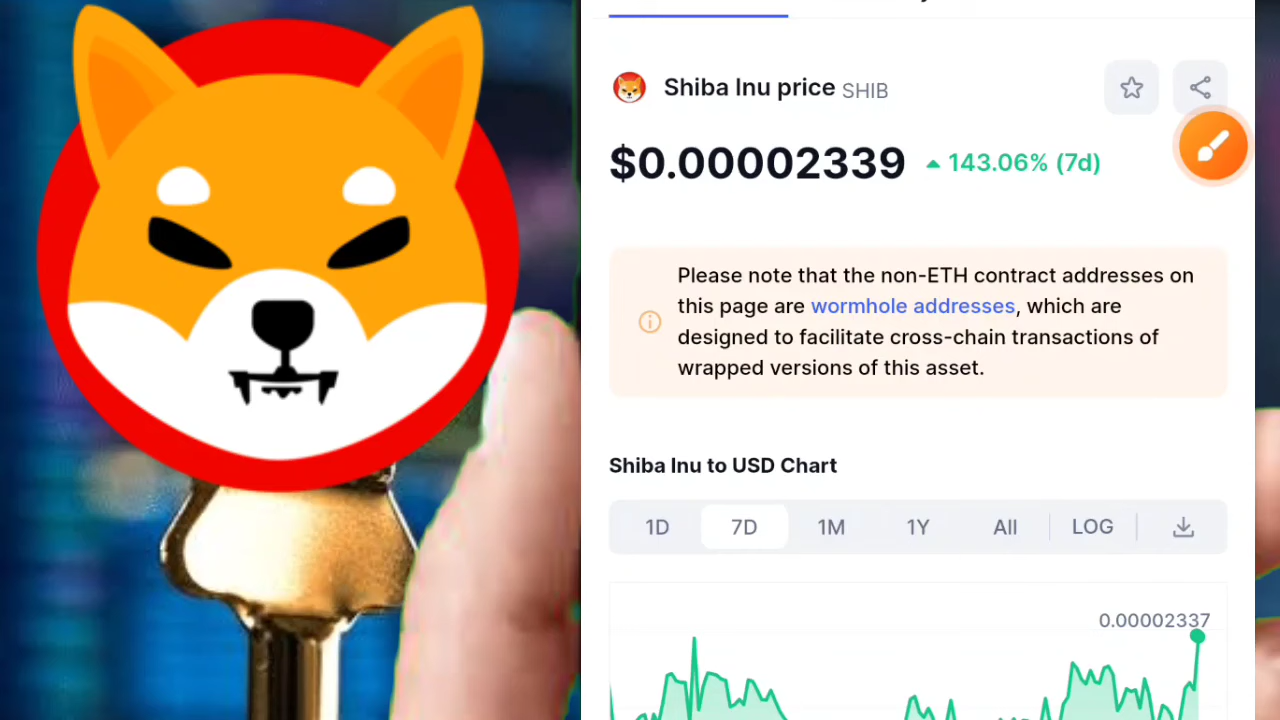 Shiba Inu price SHIB
$0.00002339 143.06% (7d)
Please note that the non-ETH contract addresses on
this page are wormhole addresses, which are
designed to facilitate cross-chain transactions of
wrapped versions of this asset.
Shiba Inu to USD Chart
1D 7D 1M 1Y All LOG
0.00002337